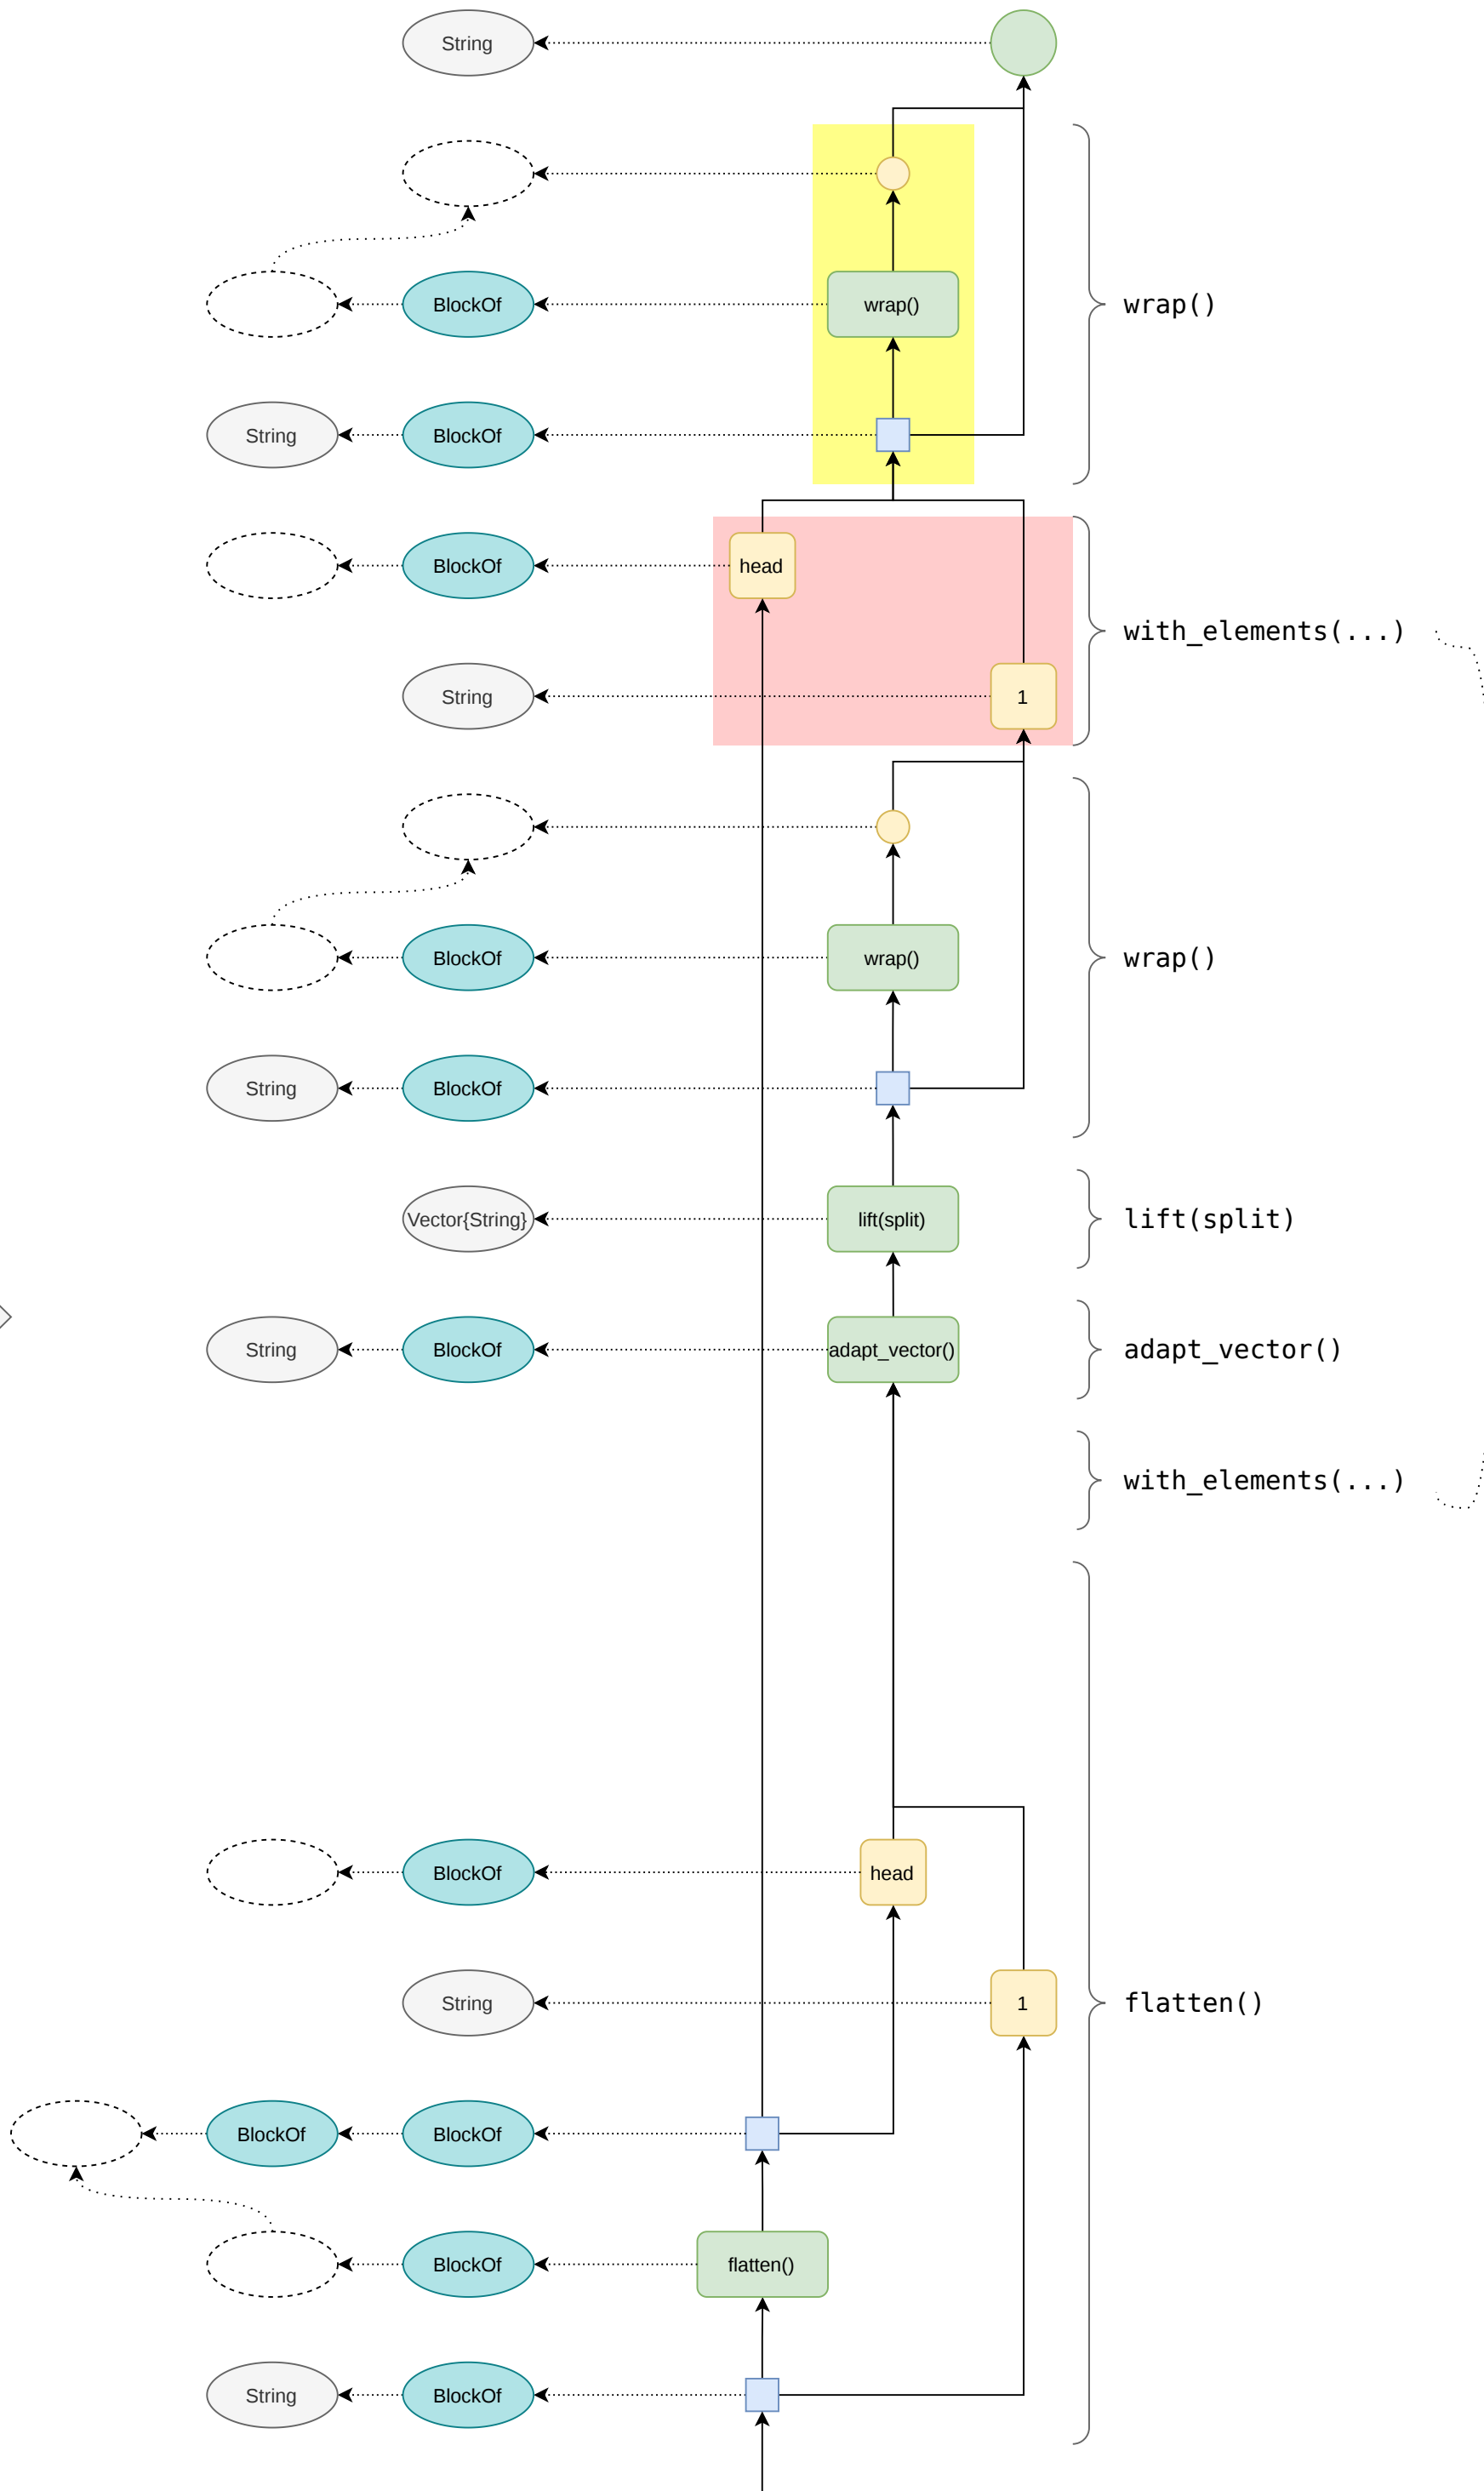 String
BlockOf
wrap()
wrap()
String
BlockOf
BlockOf
head
with_elements(...)
String
1
BlockOf
wrap()
wrap()
String
BlockOf
Vector{String}
lift(split)
lift(split)
String
BlockOf
adapt_vector()
adapt_vector()
with_elements(...)
BlockOf
head
String
1
flatten()
BlockOf
BlockOf
BlockOf
flatten()
String
BlockOf